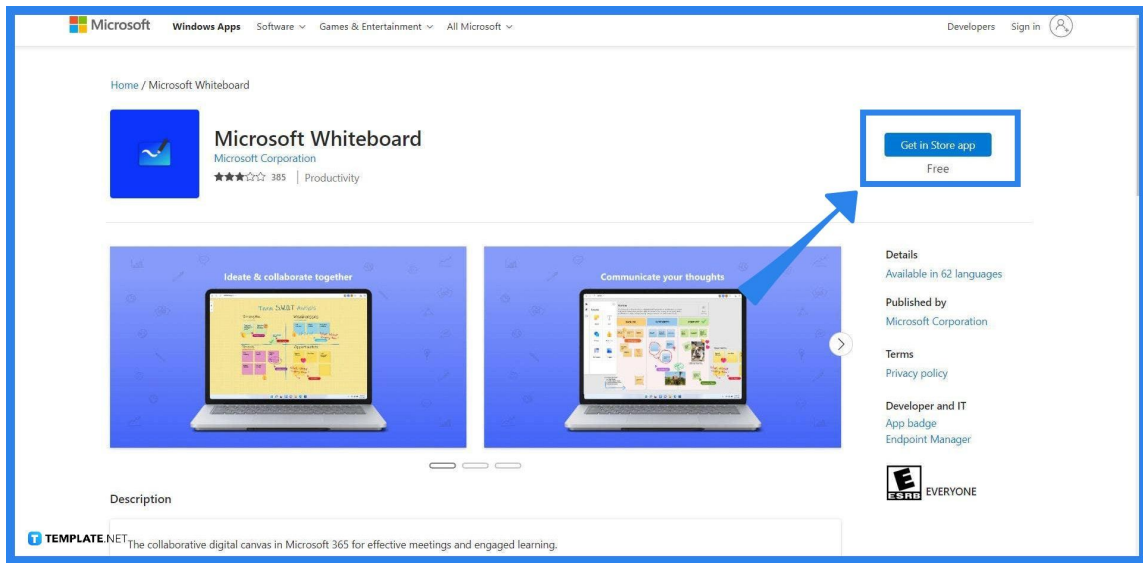 Microsoft Windows Apps Software Games & Entertainment All Microsoft Developers Sign in
Home / Microsoft Whiteboard
Microsoft Whiteboard
Microsoft Corporation
385 | Productivity
Get in Store app
Free
Ideate & collaborate together
Communicate your thoughts
Details
Available in 62 languages
Published by
Microsoft Corporation
Terms
Privacy policy
Developer and IT
App badge
Endpoint Manager
E
ESRB
EVERYONE
Description
The collaborative digital canvas in Microsoft 365 for effective meetings and engaged learning.
T TEMPLATE.NET